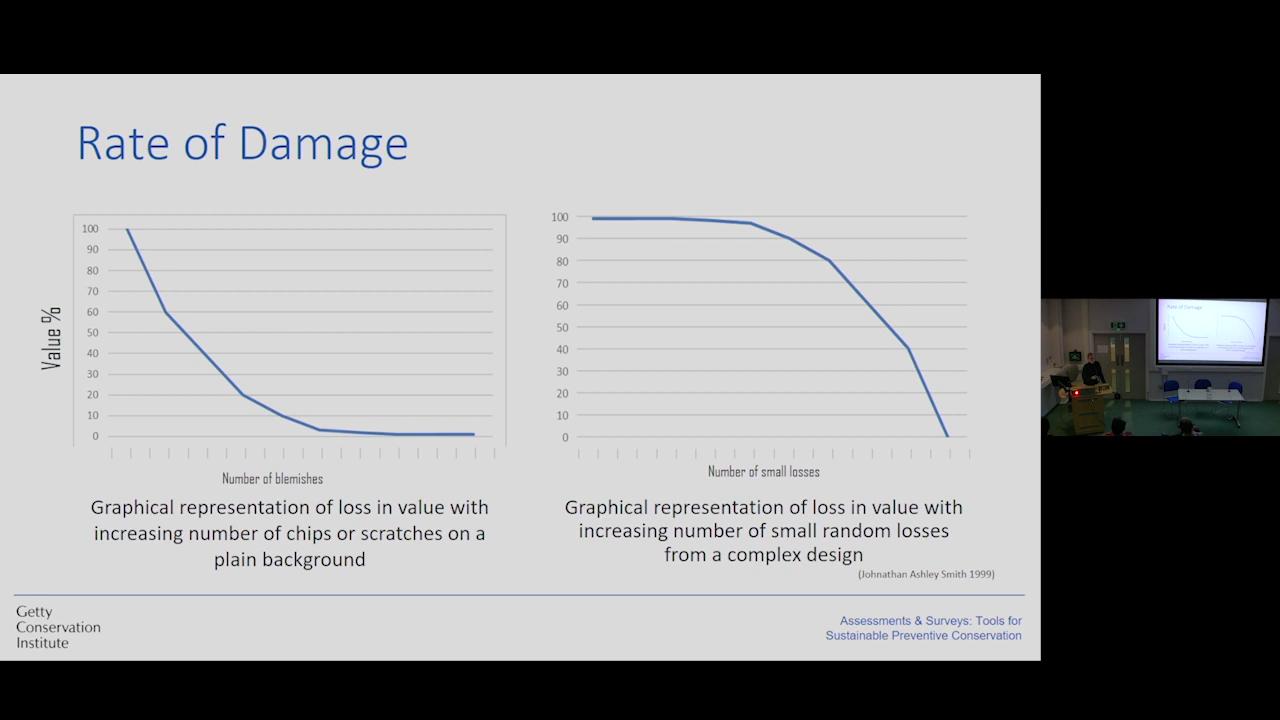 Rate of Damage
Value %
100
90
80
70
60
50
40
30
20
10
0
Number of blemishes
Graphical representation of loss in value with
increasing number of chips or scratches on a
plain background
100
90
80
70
60
50
40
30
20
10
0
Number of small losses
Graphical representation of loss in value with
increasing number of small random losses
from a complex design
(Johnathan Ashley Smith 1999)
Getty
Conservation
Institute
Assessments & Surveys: Tools for
Sustainable Preventive Conservation
Rate of Damage